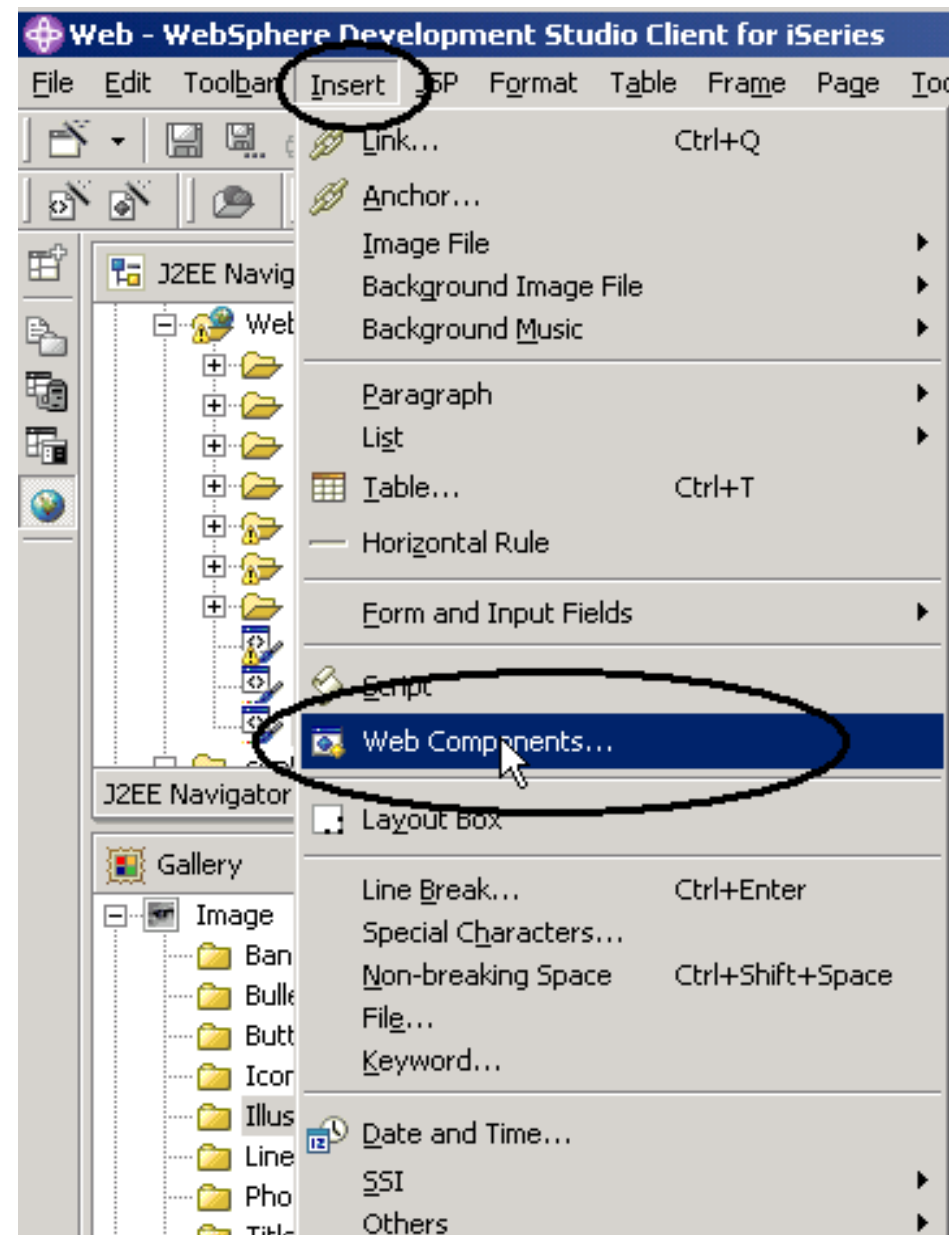 Web - WebSphere Development Studio Client for iSeries
File Edit Toolbar Insert JSP Format Table Frame Page
Link... Ctrl+Q
Anchor...
Image File
J2EE
Background Image File
Web
Background Music
Paragraph
List
Table... Ctrl+T
Horizontal Rule
Form and Input Fields
Script
Web Components...
J2EE Navigator
Layout Box
Gallery
Line Break... Ctrl+Enter
Image
Special Characters...
Non-breaking Space Ctrl+Shift+Space
File...
Keyword...
Date and Time...
SSI
Others